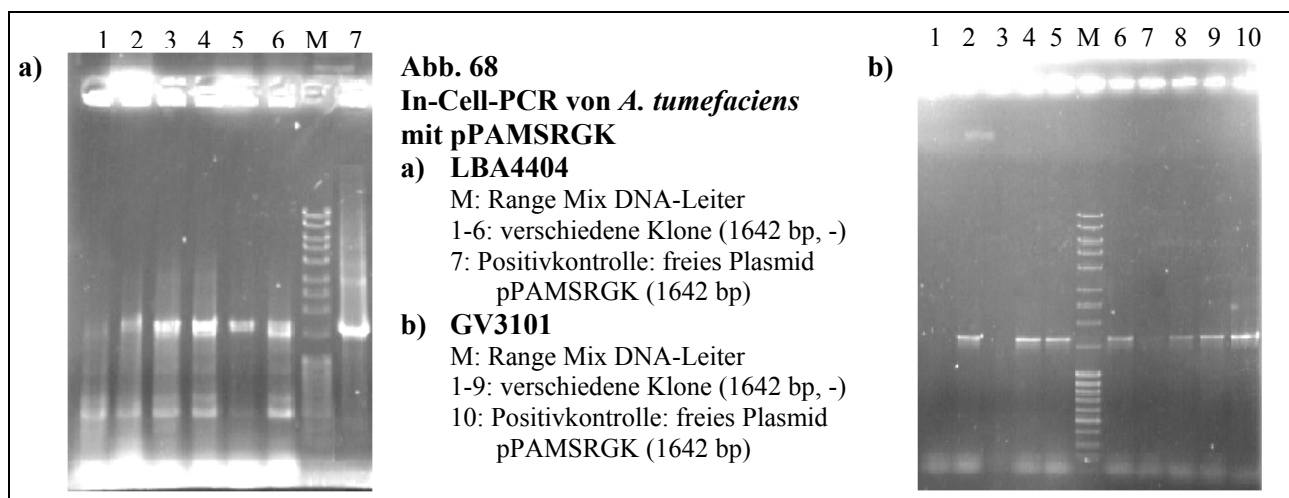 a)
1 2 3 4 5 6 M 7
Abb. 68
In-Cell-PCR von A. tumefaciens
mit pPAMSRGK
a) LBA4404
M: Range Mix DNA-Leiter
1-6: verschiedene Klone (1642 bp, -)
7: Positivkontrolle: freies Plasmid
pPAMSRGK (1642 bp)
b) GV3101
M: Range Mix DNA-Leiter
1-9: verschiedene Klone (1642 bp, -)
10: Positivkontrolle: freies Plasmid
pPAMSRGK (1642 bp)
b)
1 2 3 4 5 M 6 7 8 9 10